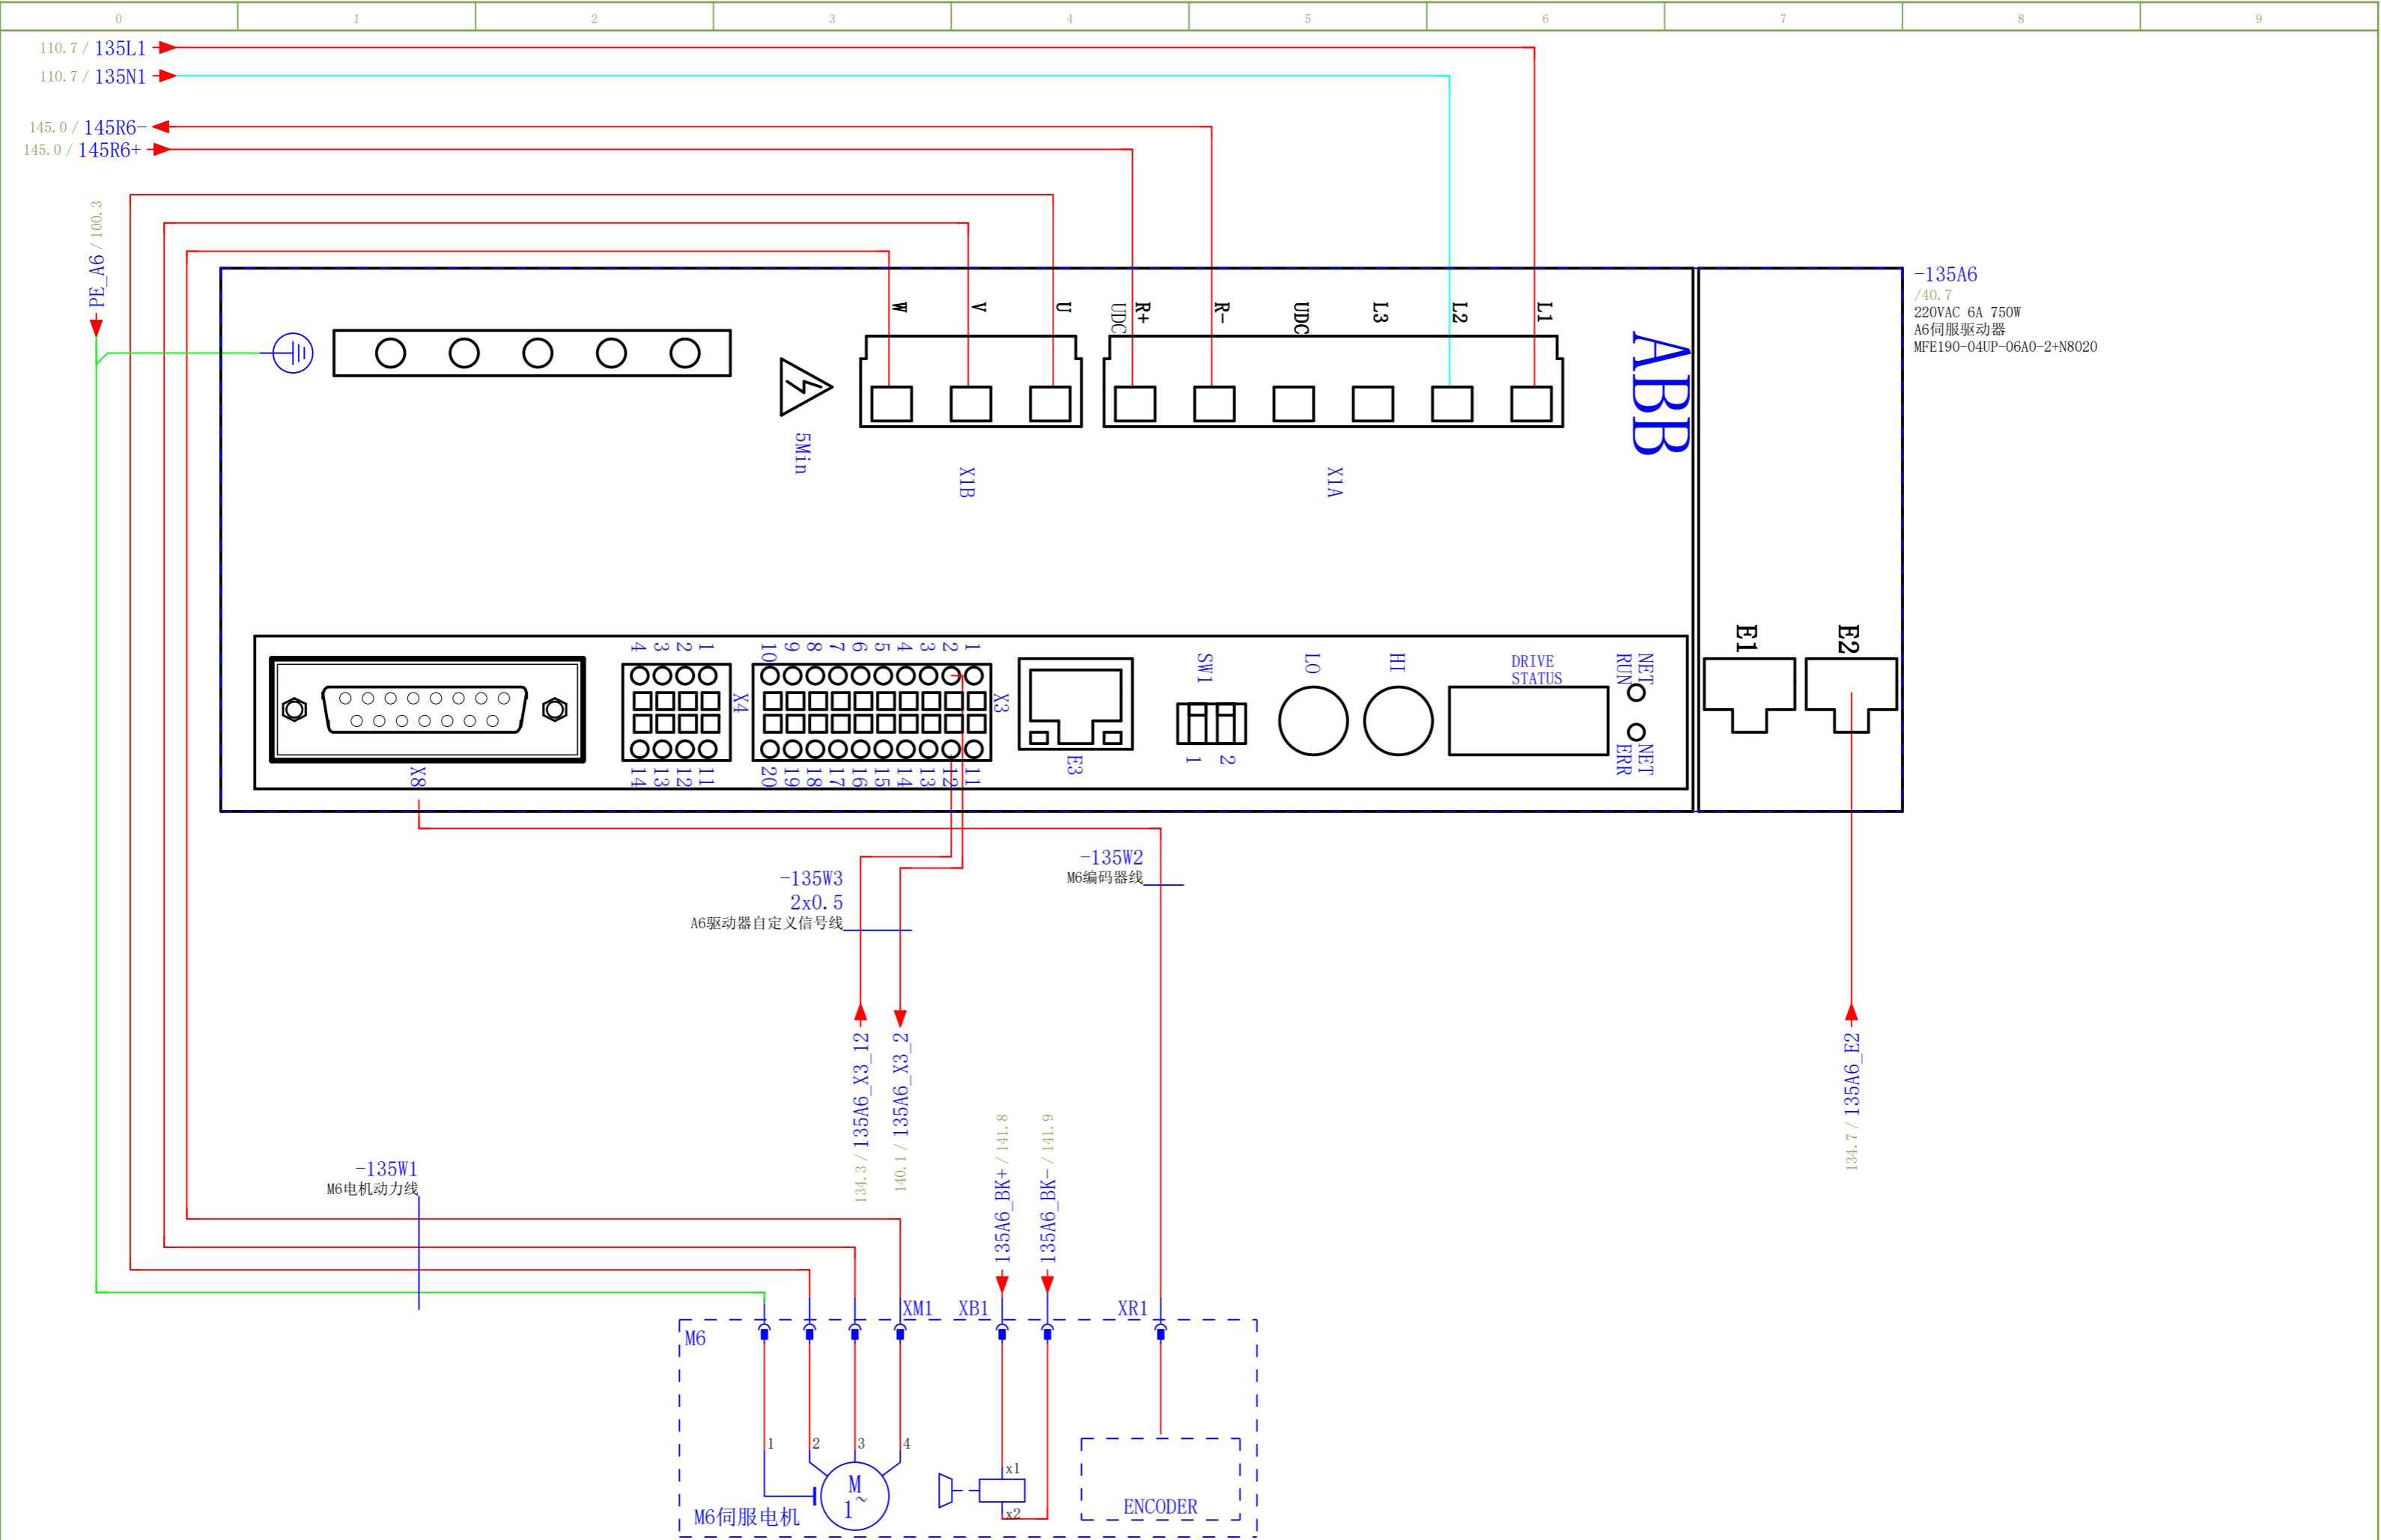 0 1 2 3 4 5 6 7 8 9
110.7 / 135L1
110.7 / 135N1
145.0 / 145R6-
145.0 / 145R6+
PE_A6 / 100.3
-135A6
/40.7
220VAC 6A 750W
A6伺服驱动器
MFE190-04UP-06A0-2+N8020
W V U
UDC
R+ R- UDC L3 L2 L1
ABB
5Min
X1B
X1A
E1 E2
4 3 2 1
10 9 8 7 6 5 4 3 2 1
SW1
LO
HI
DRIVE
STATUS
NET
RUN
X4
X3
X8
14 13 12 11
20 19 18 17 16 15 14 13 12 11
E3
1 2
NET
ERR
-135W3
2x0.5
A6驱动器自定义信号线
-135W2
M6编码器线
134.3 / 135A6_X3_12
140.1 / 135A6_X3_2
135A6_BK+ / 141.8
135A6_BK- / 141.9
134.7 / 135A6_E2
-135W1
M6电机动力线
XM1 XB1 XR1
M6
1 2 3 4
x1
x2
M
1~
M6伺服电机
ENCODER